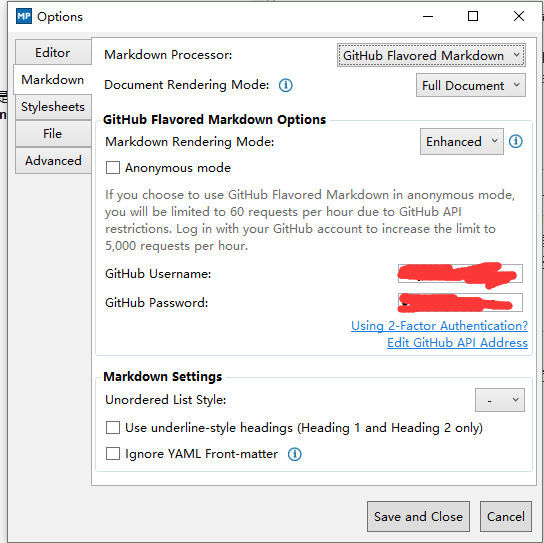 MP Options
Editor
Markdown
Stylesheets
File
Advanced
Markdown Processor: GitHub Flavored Markdown
Document Rendering Mode: Full Document
GitHub Flavored Markdown Options
Markdown Rendering Mode: Enhanced
Anonymous mode
If you choose to use GitHub Flavored Markdown in anonymous mode,
you will be limited to 60 requests per hour due to GitHub API
restrictions. Log in with your GitHub account to increase the limit to
5,000 requests per hour.
GitHub Username:
GitHub Password:
Using 2-Factor Authentication?
Edit GitHub API Address
Markdown Settings
Unordered List Style: -
Use underline-style headings (Heading 1 and Heading 2 only)
Ignore YAML Front-matter
Save and Close Cancel